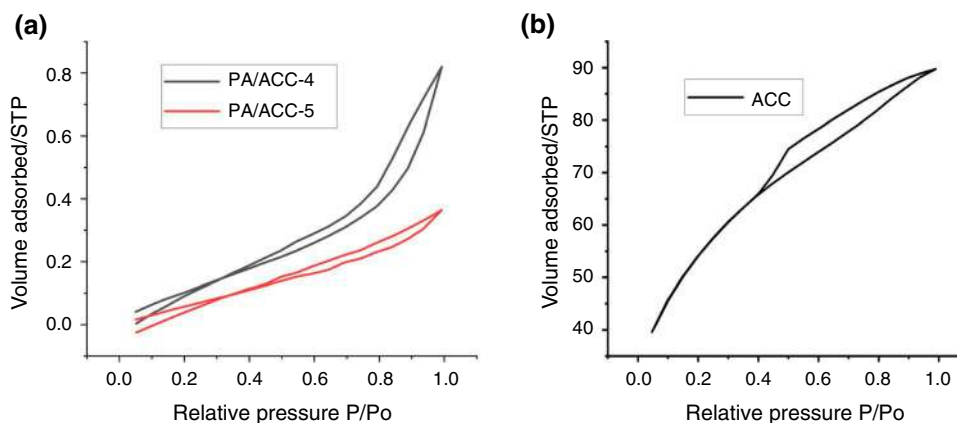 (a)
PA/ACC-4
PA/ACC-5
Volume adsorbed/STP
0.8
0.6
0.4
0.2
0.0
0.0 0.2 0.4 0.6 0.8 1.0
Relative pressure P/Po
(b)
ACC
Volume adsorbed/STP
90
80
70
60
50
40
0.0 0.2 0.4 0.6 0.8 1.0
Relative pressure P/Po